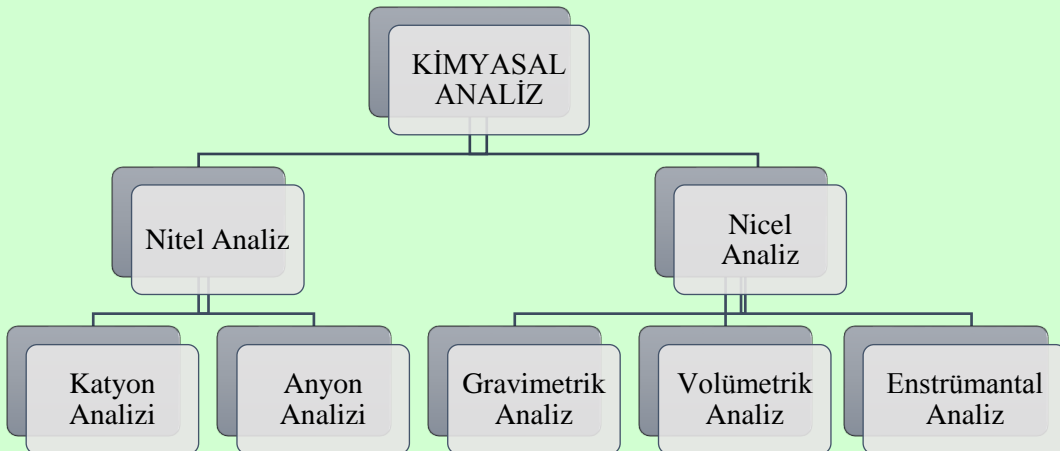 KİMYASAL
ANALİZ
Nitel Analiz
Nicel
Analiz
Katyon
Analizi
Anyon
Analizi
Gravimetrik
Analiz
Volümetrik
Analiz
Enstrümantal
Analiz